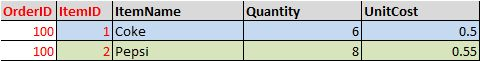 OrderID ItemID ItemName Quantity UnitCost
100 1 Coke 6 0.5
100 2 Pepsi 8 0.55